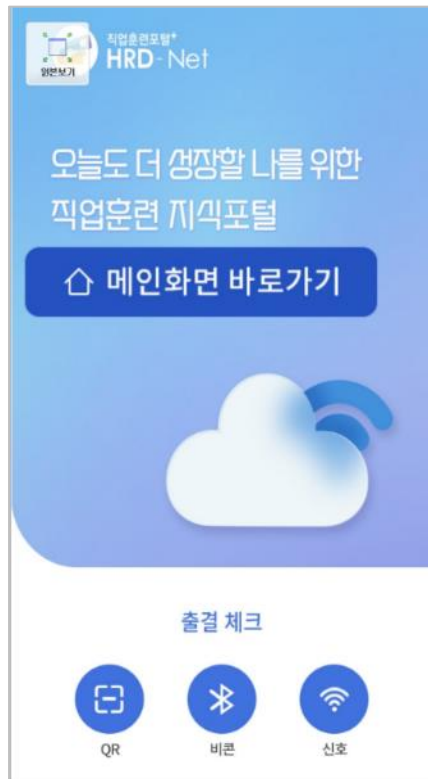 원본보기
직업훈련포털+
HRD-Net
오늘도 더 성장할 나를 위한
직업훈련 지식포털
메인화면 바로가기
출결 체크
QR
비콘
신호